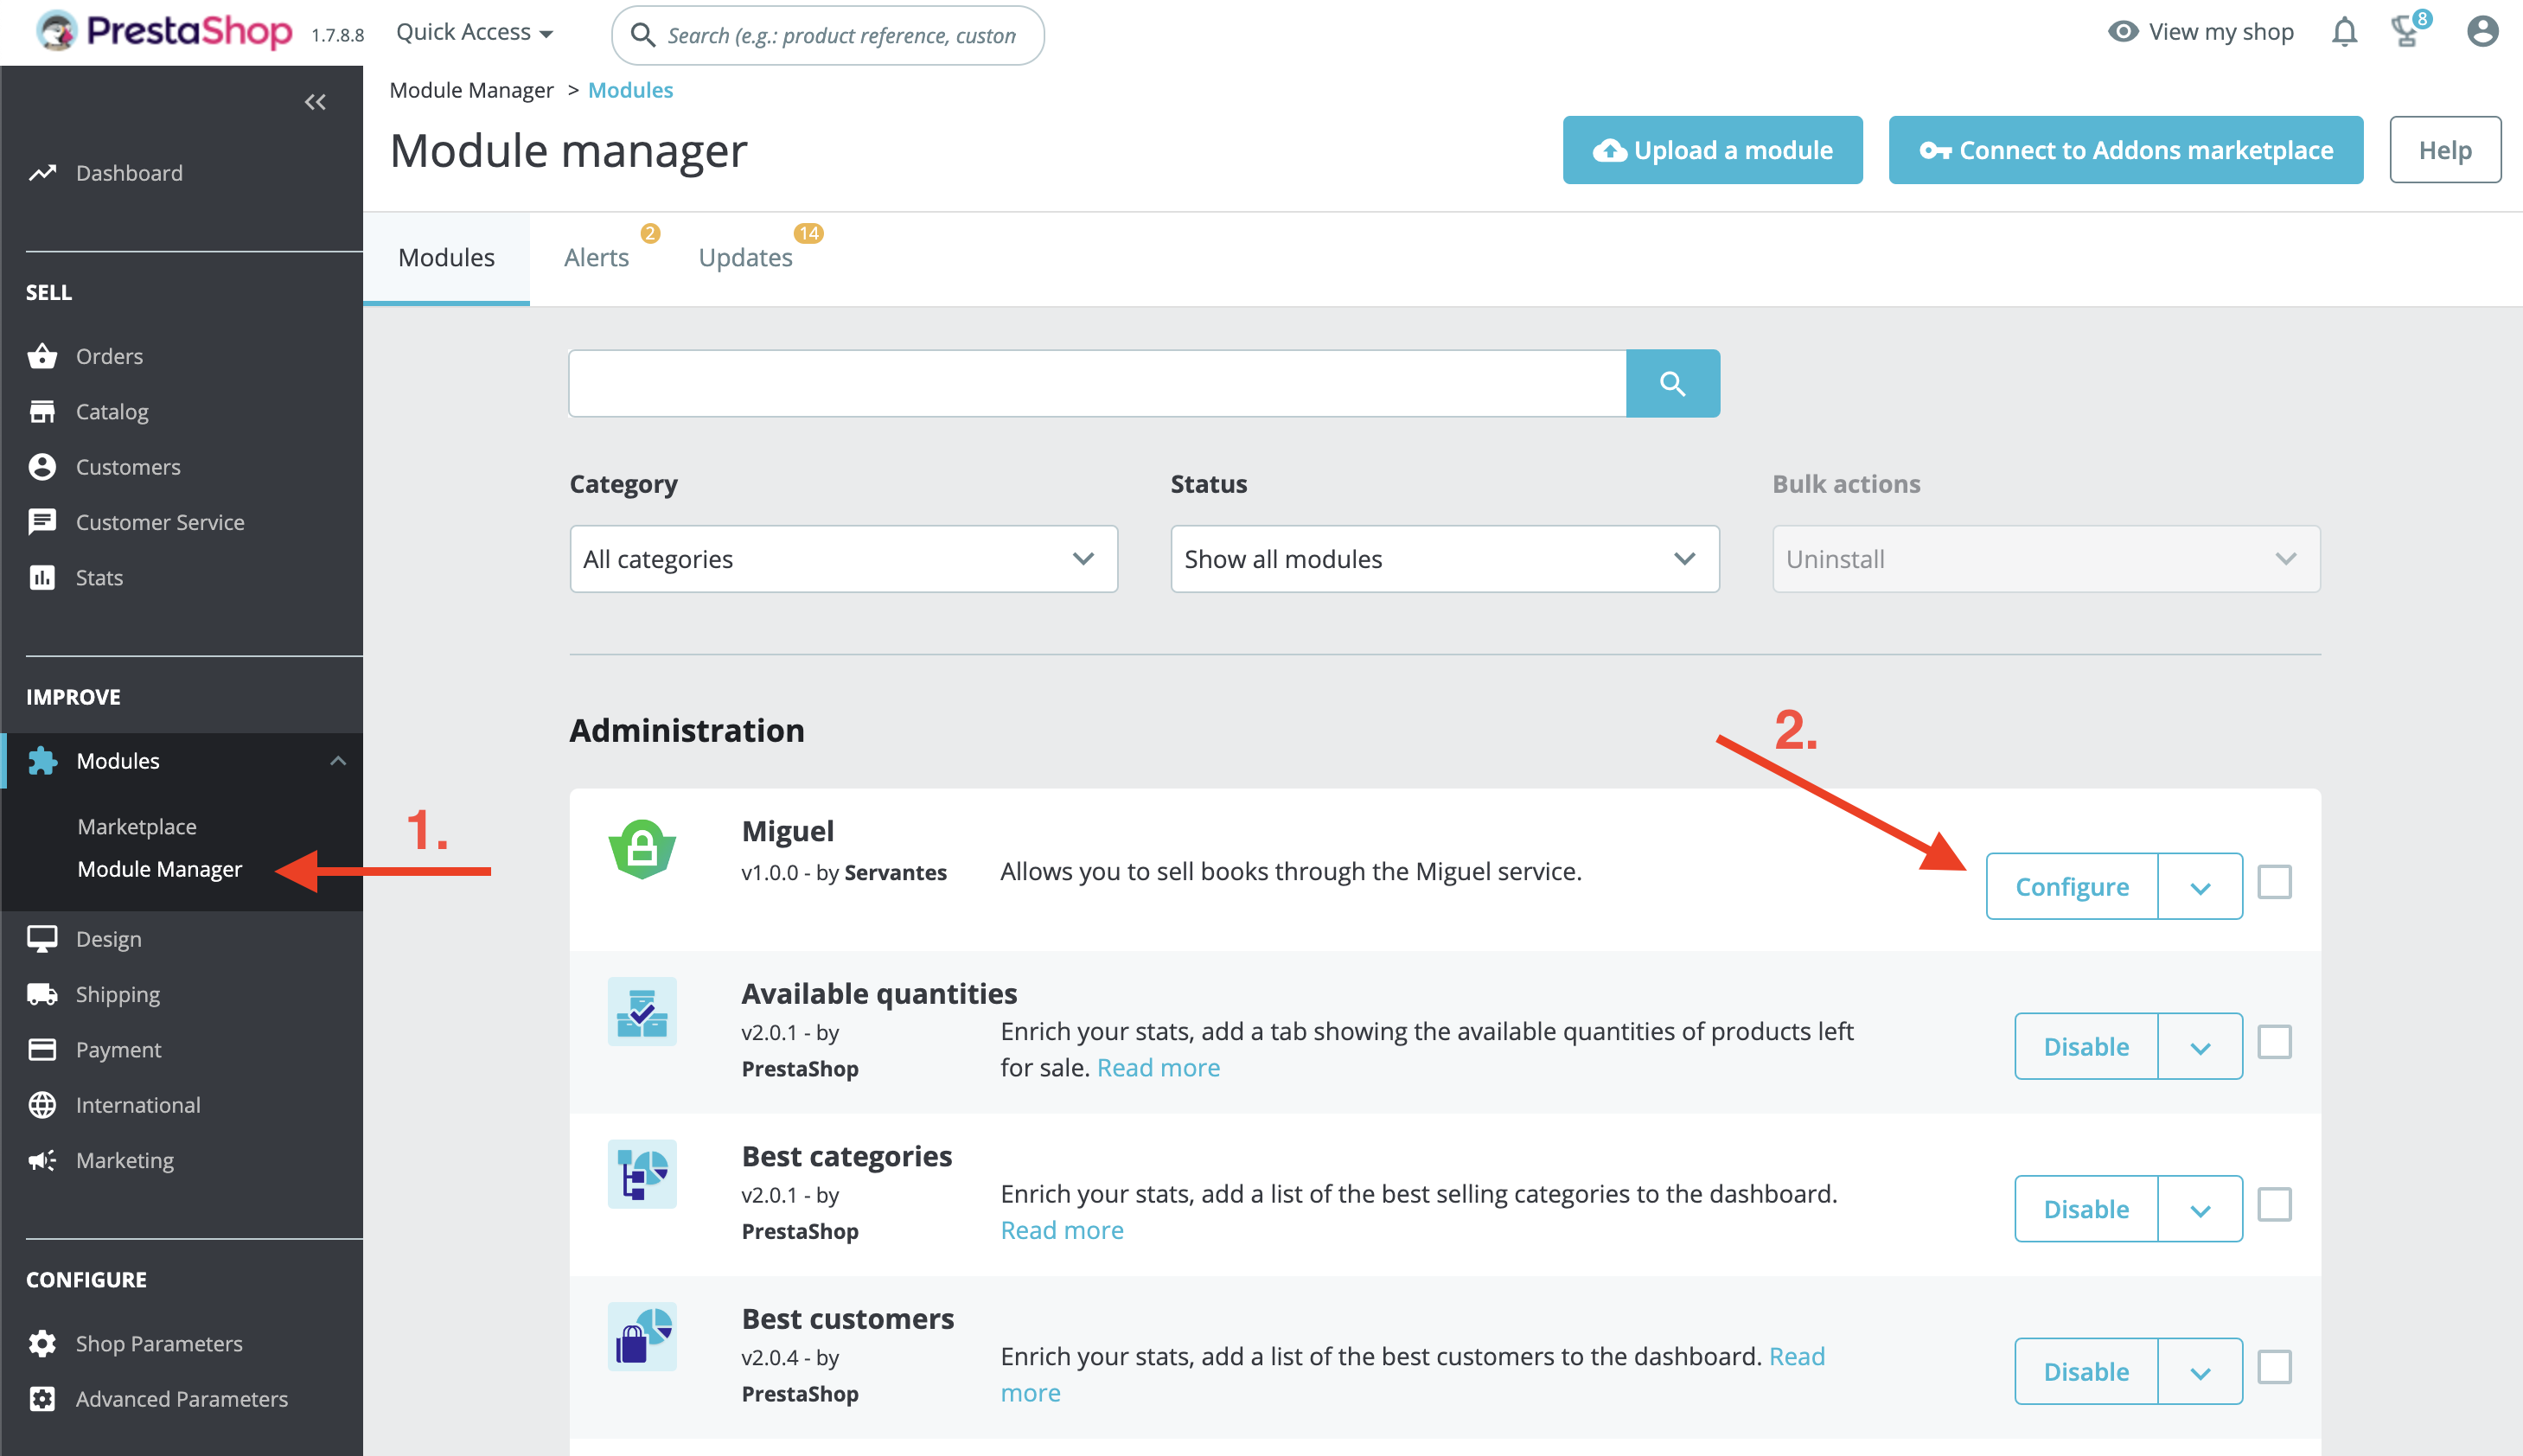 PrestaShop 1.7.8.8 Quick Access Search (e.g.: product reference, custon View my shop 8
Module Manager > Modules
Module manager
Upload a module Connect to Addons marketplace Help
Modules Alerts 2 Updates 14
Dashboard
SELL
Orders
Catalog
Customers
Customer Service
Stats
IMPROVE
Modules
Marketplace
Module Manager
Design
Shipping
Payment
International
Marketing
CONFIGURE
Shop Parameters
Advanced Parameters
Category Status Bulk actions
All categories Show all modules Uninstall
Administration
1.
2.
Miguel
v1.0.0 - by Servantes Allows you to sell books through the Miguel service. Configure
Available quantities
v2.0.1 - by Enrich your stats, add a tab showing the available quantities of products left Disable
PrestaShop for sale. Read more
Best categories
v2.0.1 - by Enrich your stats, add a list of the best selling categories to the dashboard. Disable
PrestaShop Read more
Best customers
v2.0.4 - by Enrich your stats, add a list of the best customers to the dashboard. Read Disable
PrestaShop more